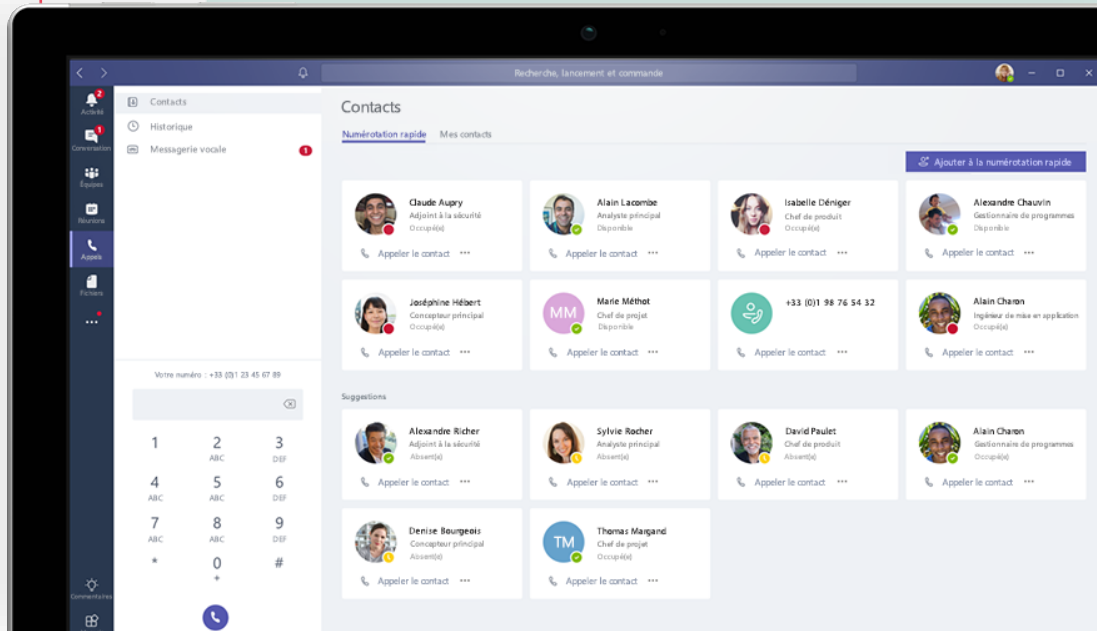 Recherche, lancement et commande
2
Activité
1
Conversation
Équipes
Réunions
Appels
Fichiers
Commentaires
Contacts
Historique
Messagerie vocale
1
Votre numéro : +33 (0)1 23 45 67 89
1 2 3
ABC DEF
4 5 6
ABC ABC DEF
7 8 9
ABC ABC DEF
* 0 #
+
Contacts
Numérotation rapide Mes contacts
Ajouter à la numérotation rapide
Claude Aupry
Adjoint à la sécurité
Occupé(e)
Appeler le contact
Alain Lacombe
Analyste principal
Disponible
Appeler le contact
Isabelle Déniger
Chef de produit
Occupé(e)
Appeler le contact
Alexandre Chauvin
Gestionnaire de programmes
Disponible
Appeler le contact
Joséphine Hébert
Concepteur principal
Occupé(e)
Appeler le contact
MM
Marie Méthot
Chef de projet
Disponible
Appeler le contact
+33 (0)1 98 76 54 32
Appeler le contact
Alain Charon
Ingénieur de mise en application
Occupé(e)
Appeler le contact
Suggestions
Alexandre Richer
Adjoint à la sécurité
Absent(e)
Appeler le contact
Sylvie Rocher
Analyste principal
Absent(e)
Appeler le contact
David Paulet
Chef de produit
Absent(e)
Appeler le contact
Alain Charon
Gestionnaire de programmes
Occupé(e)
Appeler le contact
Denise Bourgeois
Concepteur principal
Absent(e)
Appeler le contact
TM
Thomas Margand
Chef de projet
Occupé(e)
Appeler le contact